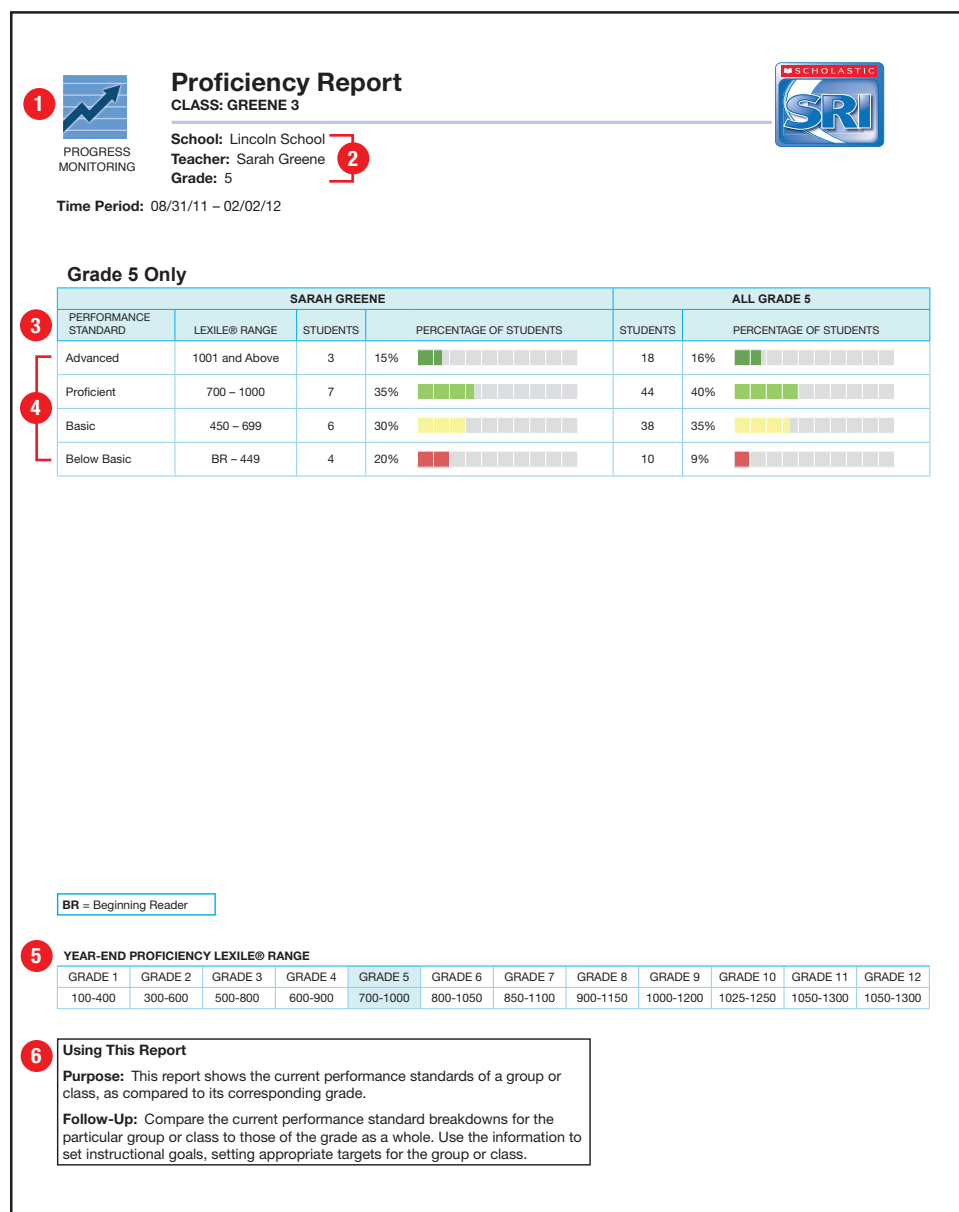 1
PROGRESS
MONITORING
Proficiency Report
CLASS: GREENE 3
School: Lincoln School
Teacher: Sarah Greene
Grade: 5
2
SCHOLASTIC
SRI
Time Period: 08/31/11 – 02/02/12
Grade 5 Only
SARAH GREENE ALL GRADE 5
3
PERFORMANCE
STANDARD LEXILE® RANGE STUDENTS PERCENTAGE OF STUDENTS STUDENTS PERCENTAGE OF STUDENTS
4
Advanced 1001 and Above 3 15% 18 16%
Proficient 700 – 1000 7 35% 44 40%
Basic 450 – 699 6 30% 38 35%
Below Basic BR – 449 4 20% 10 9%
BR = Beginning Reader
5
YEAR-END PROFICIENCY LEXILE® RANGE
GRADE 1 GRADE 2 GRADE 3 GRADE 4 GRADE 5 GRADE 6 GRADE 7 GRADE 8 GRADE 9 GRADE 10 GRADE 11 GRADE 12
100-400 300-600 500-800 600-900 700-1000 800-1050 850-1100 900-1150 1000-1200 1025-1250 1050-1300 1050-1300
6
Using This Report
Purpose: This report shows the current performance standards of a group or
class, as compared to its corresponding grade.
Follow-Up: Compare the current performance standard breakdowns for the
particular group or class to those of the grade as a whole. Use the information to
set instructional goals, setting appropriate targets for the group or class.